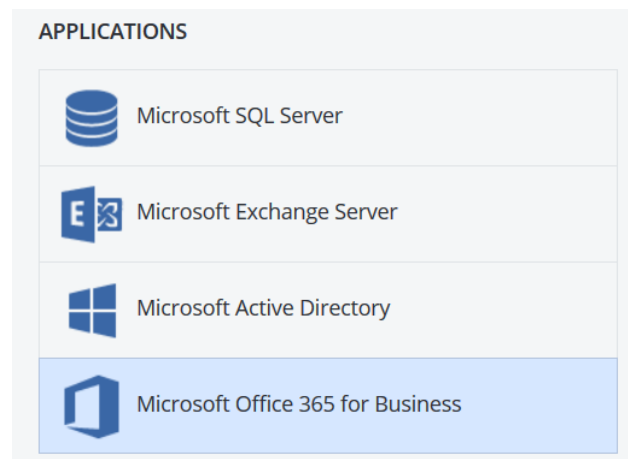 APPLICATIONS
Microsoft SQL Server
E
Microsoft Exchange Server
Microsoft Active Directory
Microsoft Office 365 for Business